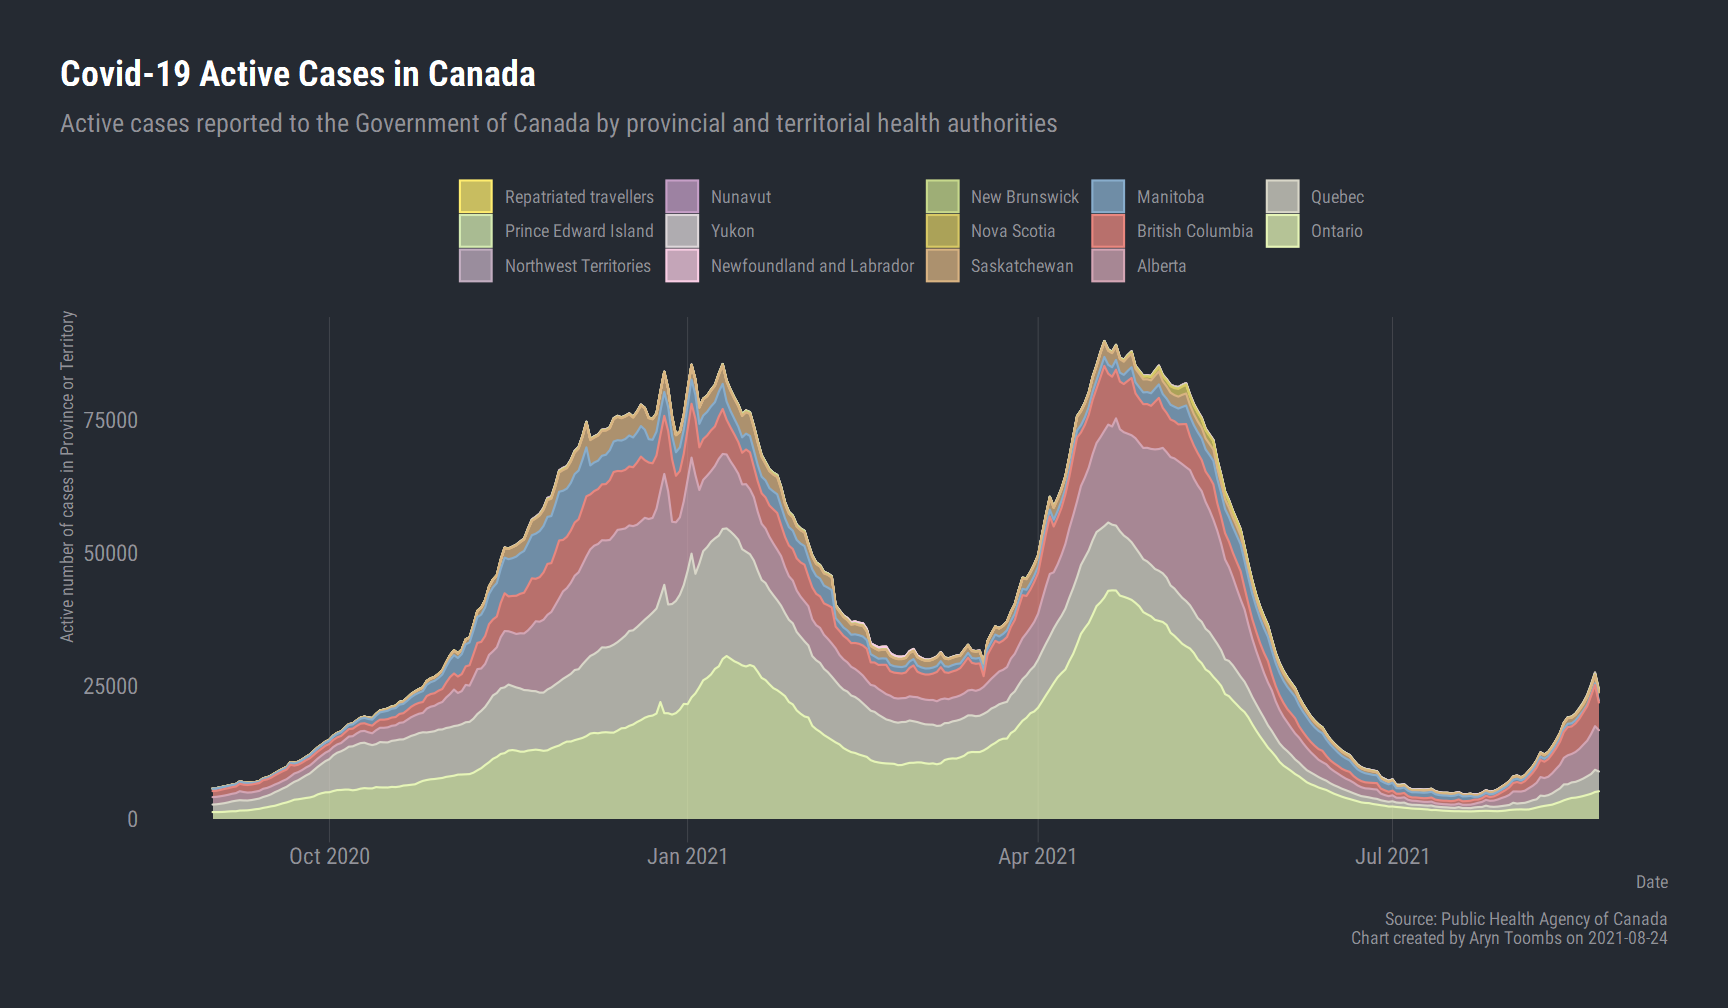 Covid-19 Active Cases in Canada
Active cases reported to the Government of Canada by provincial and territorial health authorities
Repatriated travellers
Nunavut
New Brunswick
Manitoba
Quebec
Prince Edward Island
Yukon
Nova Scotia
British Columbia
Ontario
Northwest Territories
Newfoundland and Labrador
Saskatchewan
Alberta
Active number of cases in Province or Territory
75000
50000
25000
0
Oct 2020
Jan 2021
Apr 2021
Jul 2021
Date
Source: Public Health Agency of Canada
Chart created by Aryn Toombs on 2021-08-24